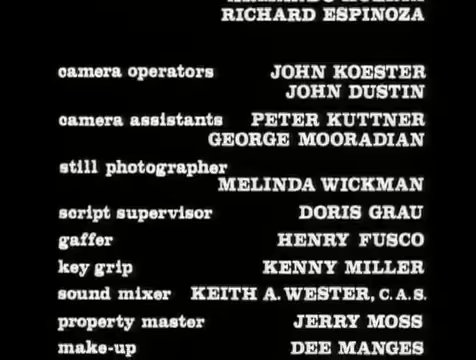 RICHARD ESPINOZA
camera operators JOHN KOESTER
JOHN DUSTIN
camera assistants PETER KUTTNER
GEORGE MOORADIAN
still photographer
MELINDA WICKMAN
script supervisor DORIS GRAU
gaffer HENRY FUSCO
key grip KENNY MILLER
sound mixer KEITH A. WESTER, C.A.S.
property master JERRY MOSS
make-up DEE MANGES